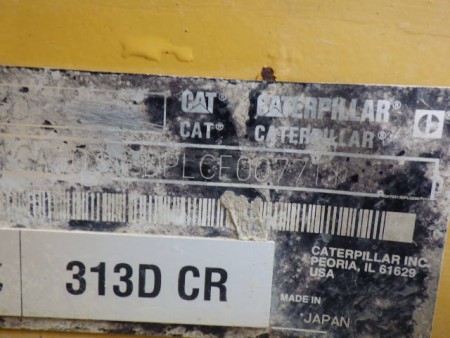 CAT® CATERPILLAR®
CAT® CATERPILLAR®
CATERPILLAR INC.
PEORIA, IL 61629
USA
313D CR
MADE IN
JAPAN